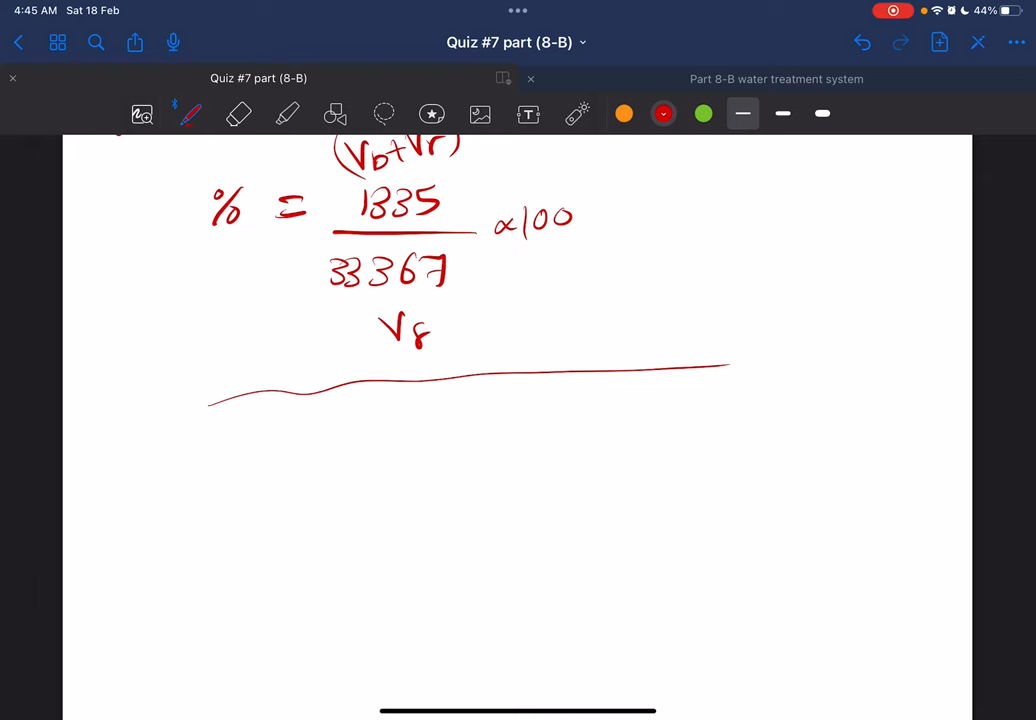 4:45 AM Sat 18 Feb
44%
Quiz #7 part (8-B)
Quiz #7 part (8-B)
Part 8-B water treatment system
T
(Vb+Vr)
% = 1335 ×100
33367
V8